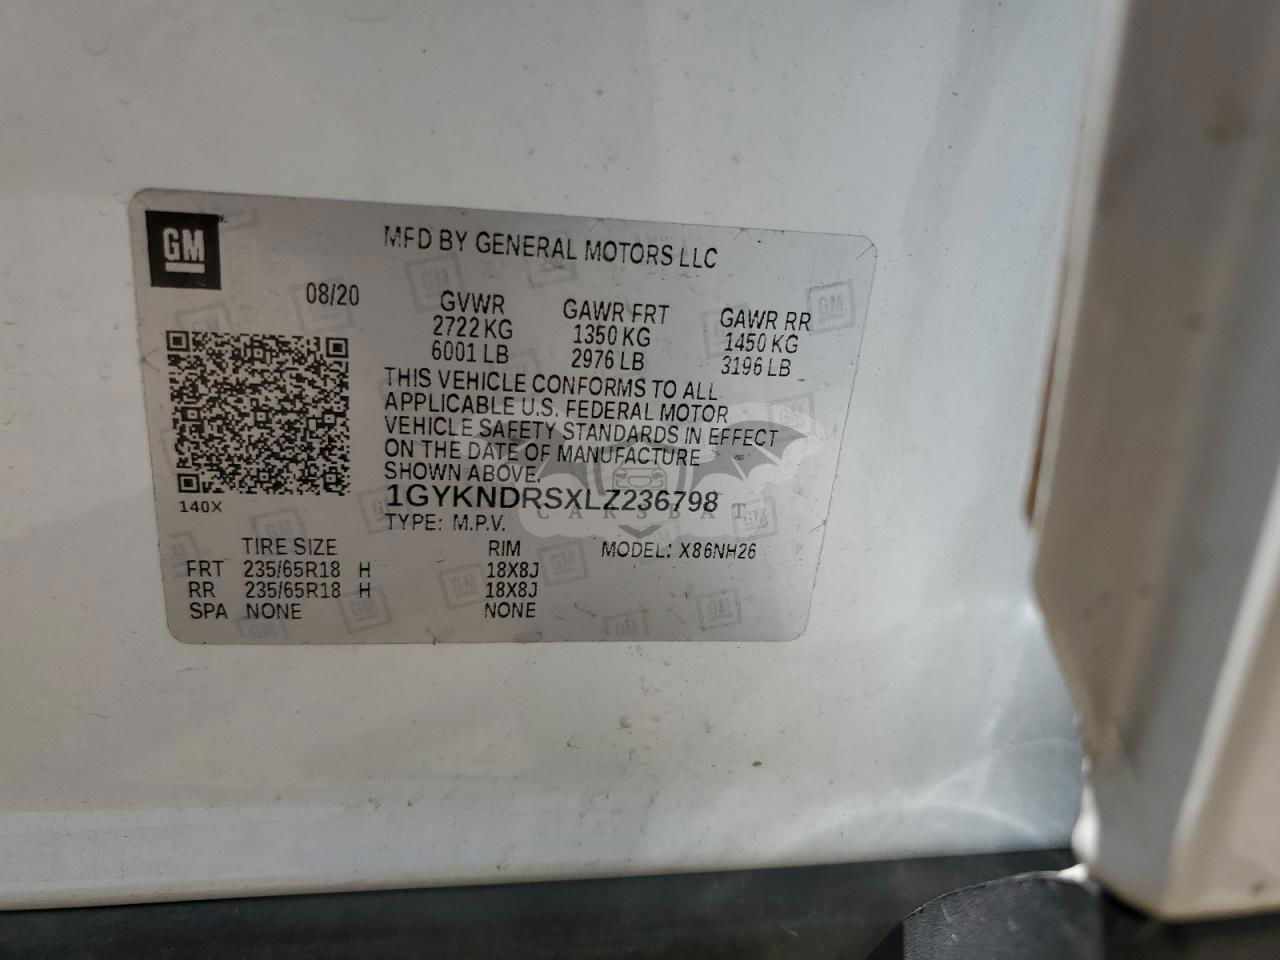 GM
MFD BY GENERAL MOTORS LLC
08/20
GVWR GAWR FRT GAWR RR
2722 KG 1350 KG 1450 KG
6001 LB 2976 LB 3196 LB
THIS VEHICLE CONFORMS TO ALL
APPLICABLE U.S. FEDERAL MOTOR
VEHICLE SAFETY STANDARDS IN EFFECT
ON THE DATE OF MANUFACTURE
SHOWN ABOVE.
1GYKNDRSXLZ236798
140X
CARSBAT
TYPE: M.P.V.
TIRE SIZE RIM MODEL: X86NH26
FRT 235/65R18 H 18X8J
RR 235/65R18 H 18X8J
SPA NONE NONE